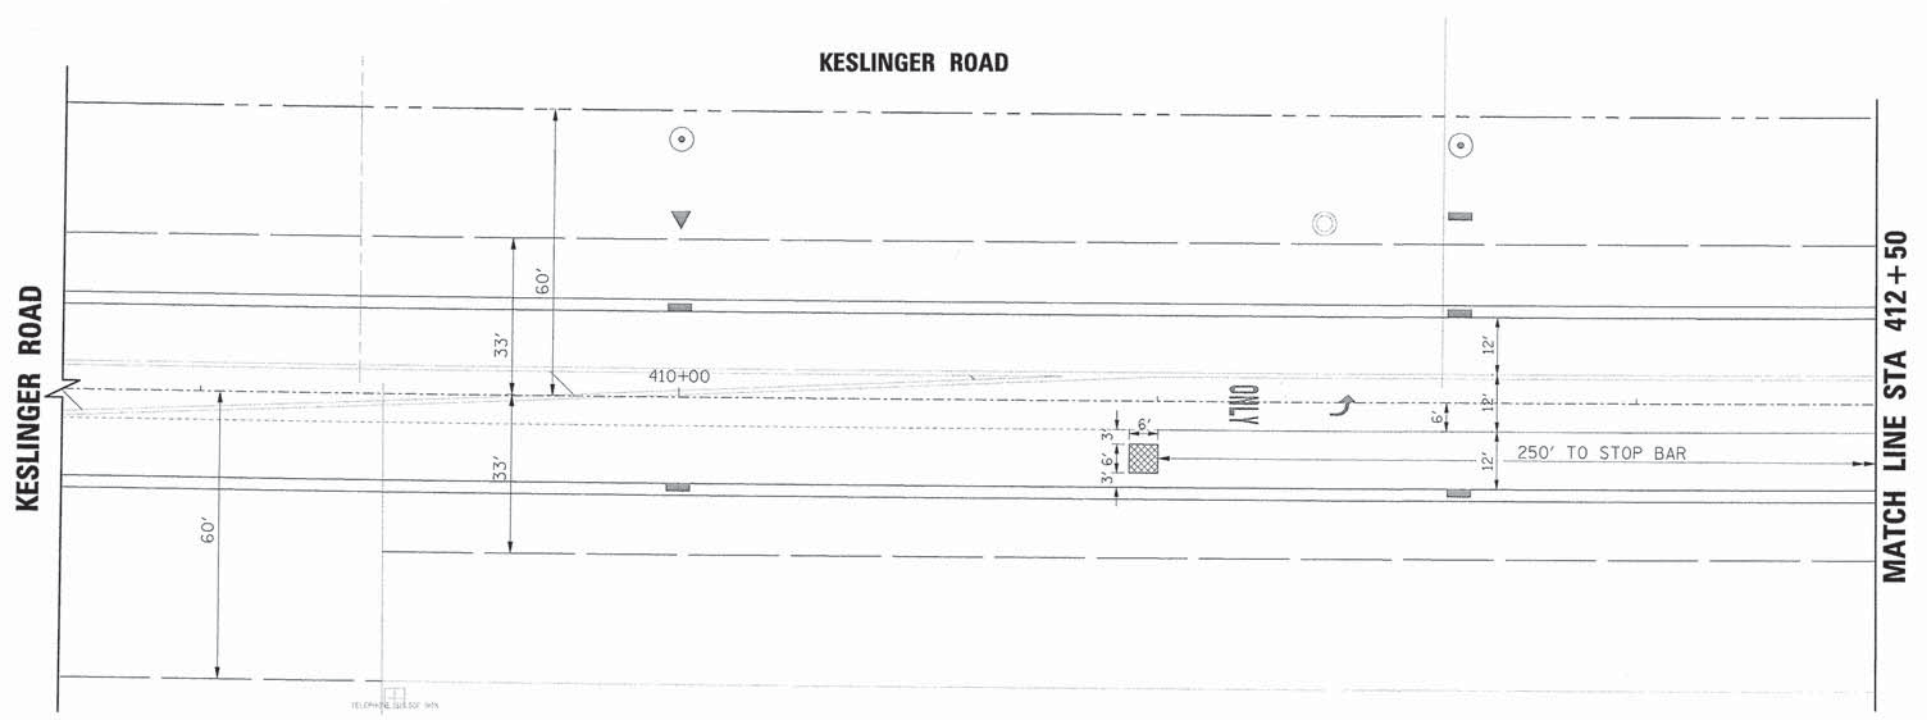 KESLINGER ROAD
KESLINGER ROAD
60'
33'
410+00
12'
ONLY
12'
6'
6'
3'
6'
3'
12'
250' TO STOP BAR
33'
60'
MATCH LINE STA 412+50